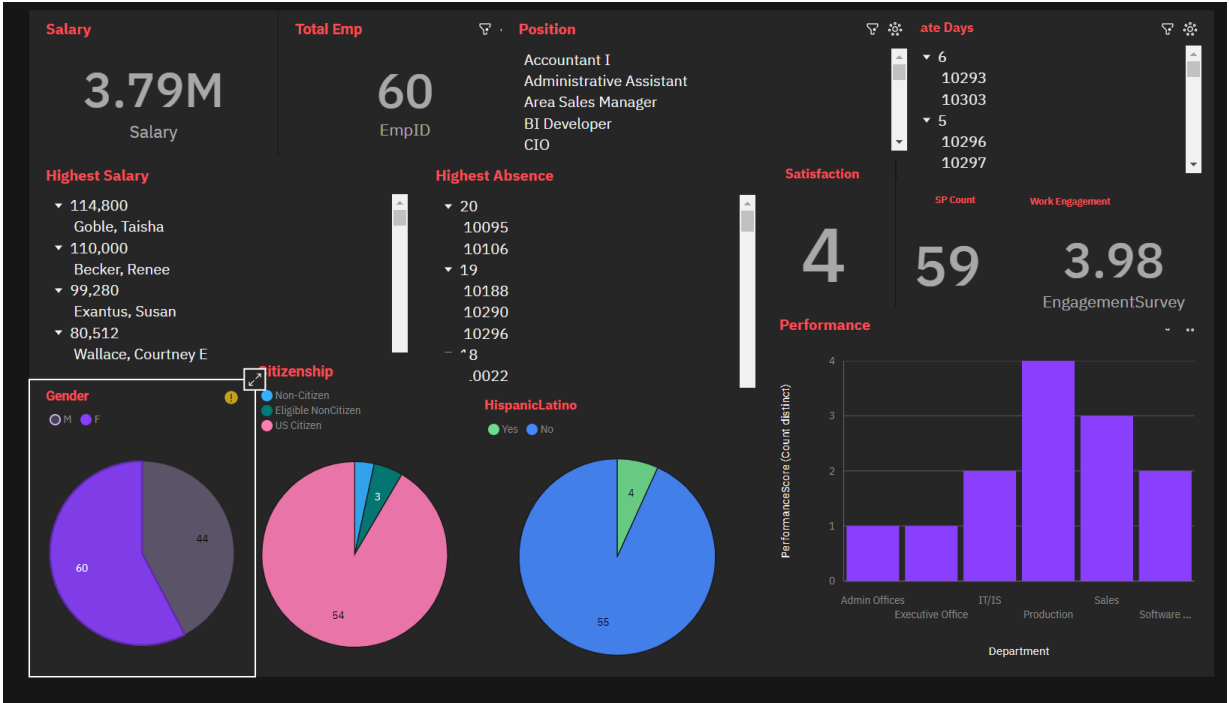 Salary
3.79M
Salary
Total Emp
60
EmpID
Position
Accountant I
Administrative Assistant
Area Sales Manager
BI Developer
CIO
ate Days
6
10293
10303
5
10296
10297
Highest Salary
114,800
Goble, Taisha
110,000
Becker, Renee
99,280
Exantus, Susan
80,512
Wallace, Courtney E
Highest Absence
20
10095
10106
19
10188
10290
10296
18
.0022
Satisfaction
4
SP Count
59
Work Engagement
3.98
EngagementSurvey
Gender
M F
44
60
Citizenship
Non-Citizen
Eligible NonCitizen
US Citizen
3
54
HispanicLatino
Yes No
4
55
Performance
PerformanceScore (Count distinct)
4
3
2
1
0
Admin Offices
Executive Office
IT/IS
Production
Sales
Software ...
Department